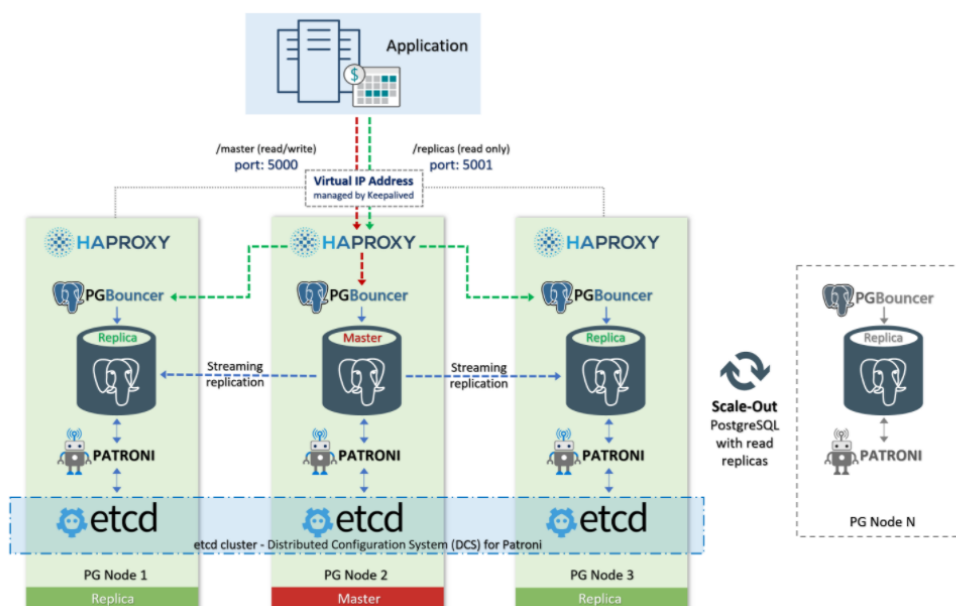 Application
/master (read/write)
port: 5000
/replicas (read only)
port: 5001
Virtual IP Address
managed by Keepalived
HAPROXY
HAPROXY
HAPROXY
PGBouncer
PGBouncer
PGBouncer
PGBouncer
Replica
Master
Replica
Replica
Streaming
replication
Streaming
replication
Scale-Out
PostgreSQL
with read
replicas
PATRONI
PATRONI
PATRONI
PATRONI
etcd
etcd
etcd
etcd cluster - Distributed Configuration System (DCS) for Patroni
PG Node 1
PG Node 2
PG Node 3
PG Node N
Replica
Master
Replica
$